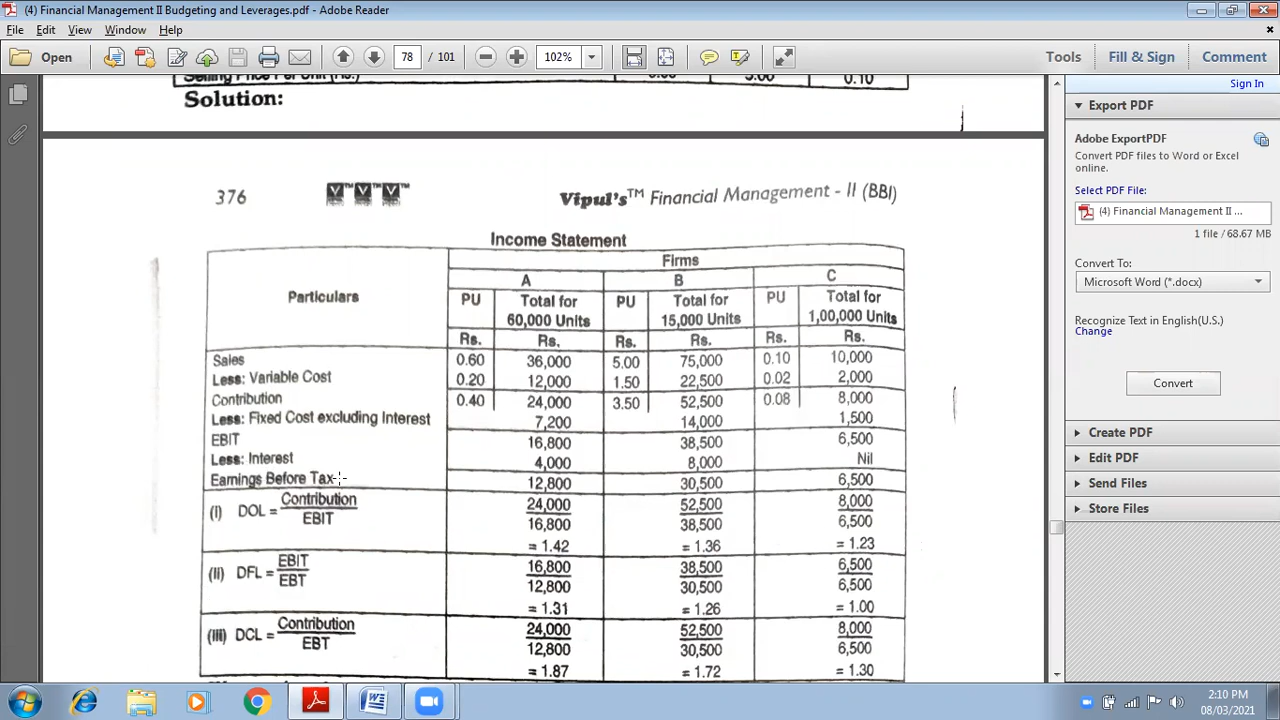 (4) Financial Management II Budgeting and Leverages.pdf - Adobe Reader
File Edit View Window Help
Open 78 / 101 102% Tools Fill & Sign Comment
Selling Price Per Unit (Rs.) 5.00 0.10
Solution:
376 V™V™V™ Vipul's™ Financial Management - II (BBI)
Income Statement
Particulars Firms
A B C
PU Total for 60,000 Units PU Total for 15,000 Units PU Total for 1,00,000 Units
Rs. Rs. Rs. Rs. Rs. Rs.
Sales 0.60 36,000 5.00 75,000 0.10 10,000
Less: Variable Cost 0.20 12,000 1.50 22,500 0.02 2,000
Contribution 0.40 24,000 3.50 52,500 0.08 8,000
Less: Fixed Cost excluding Interest 7,200 14,000 1,500
EBIT 16,800 38,500 6,500
Less: Interest 4,000 8,000 Nil
Earnings Before Tax 12,800 30,500 6,500
(i) DOL = Contribution 24,000 52,500 8,000
EBIT 16,800 38,500 6,500
= 1.42 = 1.36 = 1.23
(ii) DFL = EBIT 16,800 38,500 6,500
EBT 12,800 30,500 6,500
= 1.31 = 1.26 = 1.00
(iii) DCL = Contribution 24,000 52,500 8,000
EBT 12,800 30,500 6,500
= 1.87 = 1.72 = 1.30
Sign In
Export PDF
Adobe ExportPDF
Convert PDF files to Word or Excel
online.
Select PDF File:
(4) Financial Management II ...
1 file / 68.67 MB
Convert To:
Microsoft Word (*.docx)
Recognize Text in English(U.S.)
Change
Convert
Create PDF
Edit PDF
Send Files
Store Files
2:10 PM
08/03/2021